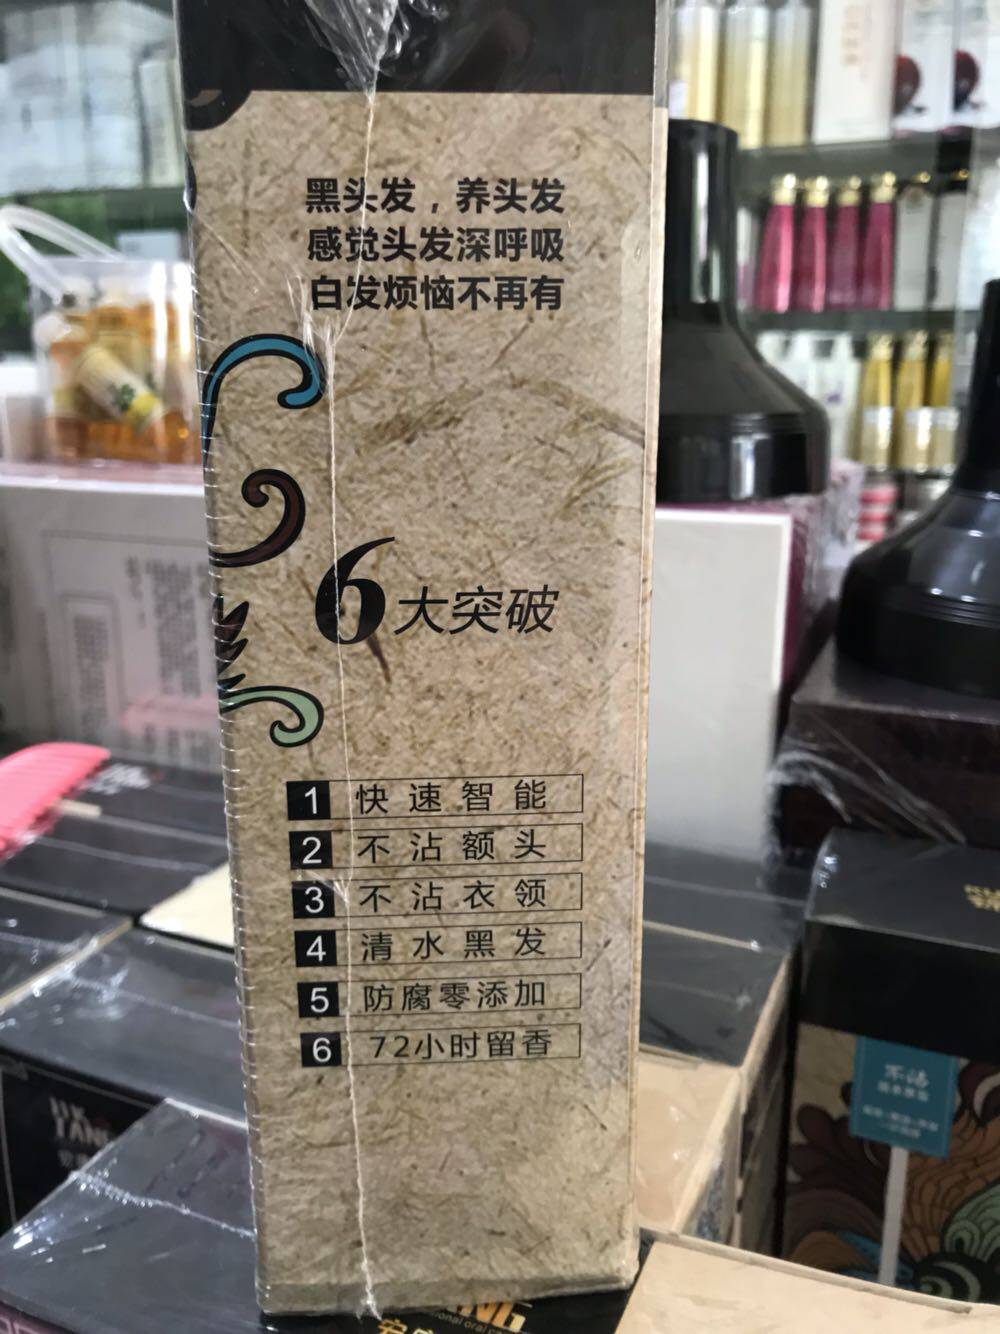 黑头发，养头发
感觉头发深呼吸
白发烦恼不再有
6大突破
1 快速智能
2 不沾额头
3 不沾衣领
4 清水黑发
5 防腐零添加
6 72小时留香
不沾